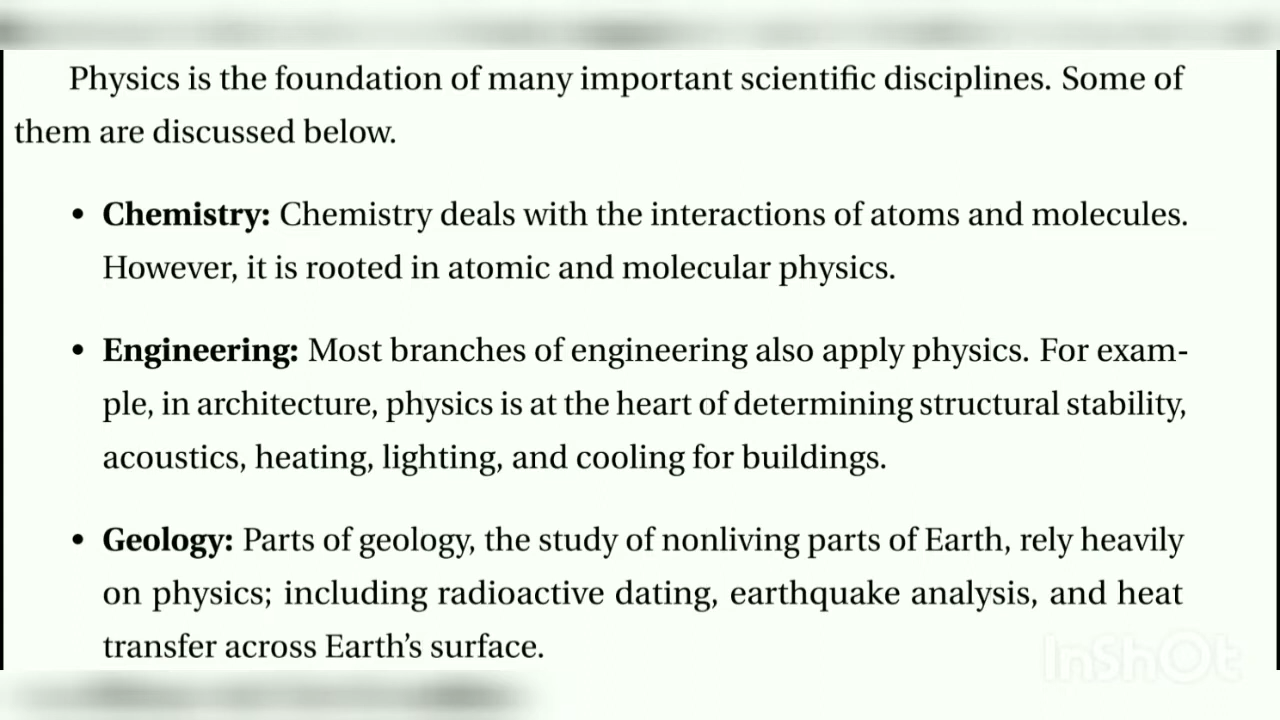 Physics is the foundation of many important scientific disciplines. Some of
them are discussed below.
• Chemistry: Chemistry deals with the interactions of atoms and molecules.
However, it is rooted in atomic and molecular physics.
• Engineering: Most branches of engineering also apply physics. For exam-
ple, in architecture, physics is at the heart of determining structural stability,
acoustics, heating, lighting, and cooling for buildings.
• Geology: Parts of geology, the study of nonliving parts of Earth, rely heavily
on physics; including radioactive dating, earthquake analysis, and heat
transfer across Earth's surface.
InShOt